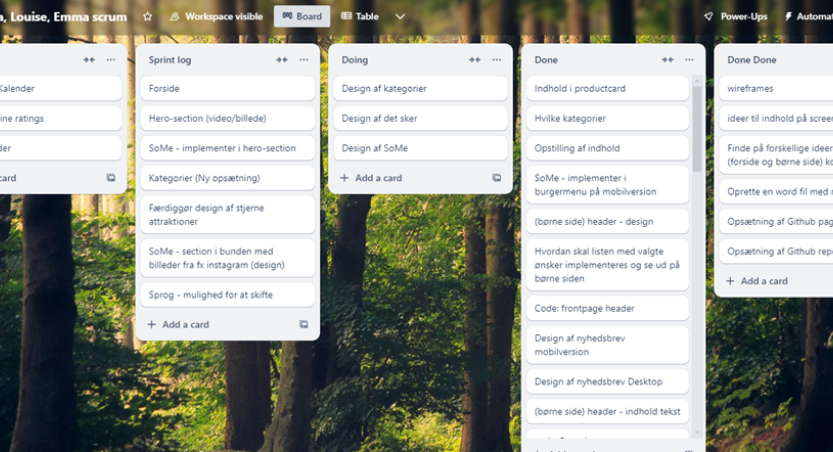 a, Louise, Emma scrum
Workspace visible
Board
Table
Power-Ups
Automa
Kalender
ine ratings
der
card
Sprint log
Forside
Hero-section (video/billede)
SoMe - implementer i hero-section
Kategorier (Ny opsætning)
Færdiggør design af stjerne
attraktioner
SoMe - section i bunden med
billeder fra fx instagram (design)
Sprog - mulighed for at skifte
+ Add a card
Doing
Design af kategorier
Design af det sker
Design af SoMe
+ Add a card
Done
Indhold i productcard
Hvilke kategorier
Opstilling af indhold
SoMe - implementer i
burgermenu på mobilversion
(børne side) header - design
Hvordan skal listen med valgte
ønsker implementeres og se ud på
børne siden
Code: frontpage header
Design af nyhedsbrev
mobilversion
Design af nyhedsbrev Desktop
(børne side) header - indhold tekst
Done Done
wireframes
ideer til indhold på screen
Finde på forskellige ideer
(forside og børne side) ko
Oprette en word fil med
Opsætning af Github pag
Opsætning af Github repo
+ Add a card